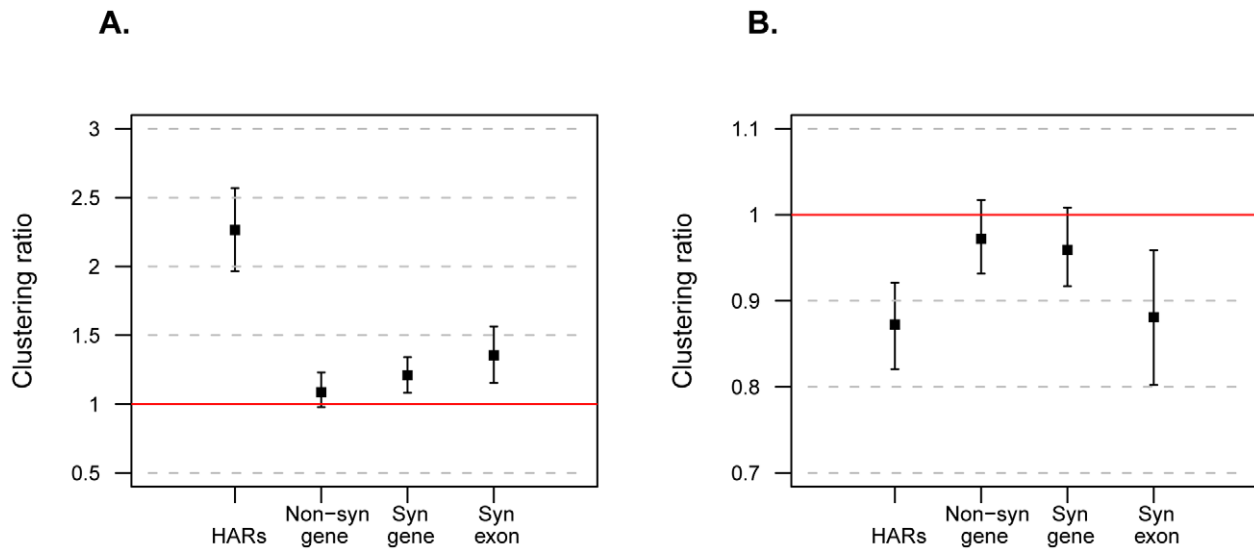 A.
Clustering ratio
3
2.5
2
1.5
1
0.5
HARs
Non-syn
gene
Syn
gene
Syn
exon
B.
Clustering ratio
1.1
1
0.9
0.8
0.7
HARs
Non-syn
gene
Syn
gene
Syn
exon